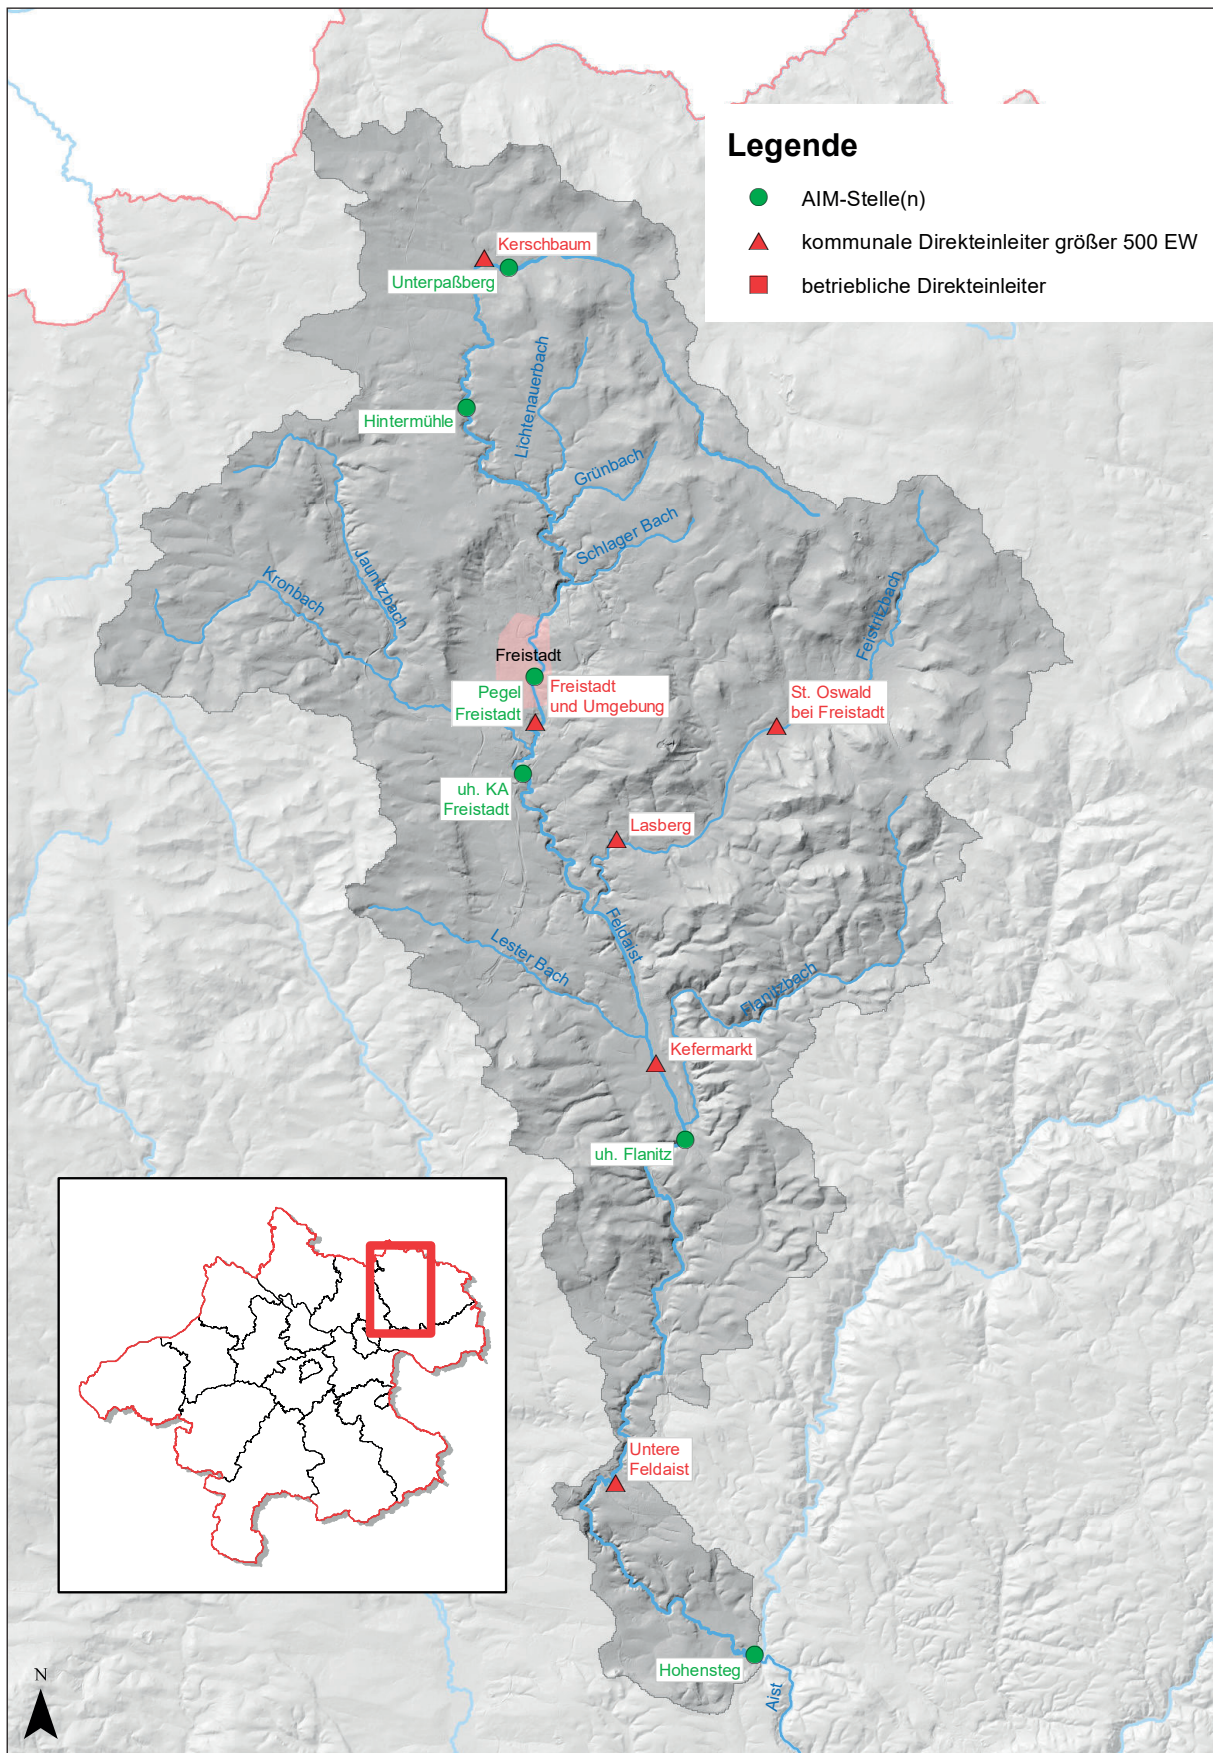 Legende
AIM-Stelle(n)
kommunale Direkteinleiter größer 500 EW
betriebliche Direkteinleiter
Kerschbaum
Unterpaßberg
Lichtenauerbach
Hintermühle
Grünbach
Schlager Bach
Jaunitzbach
Kronbach
Feistritzbach
Freistadt
Pegel
Freistadt
Freistadt
und Umgebung
St. Oswald
bei Freistadt
uh. KA
Freistadt
Lasberg
Feldaist
Lester Bach
Flanitzbach
Kefermarkt
uh. Flanitz
Untere
Feldaist
Hohensteg
Aist
N